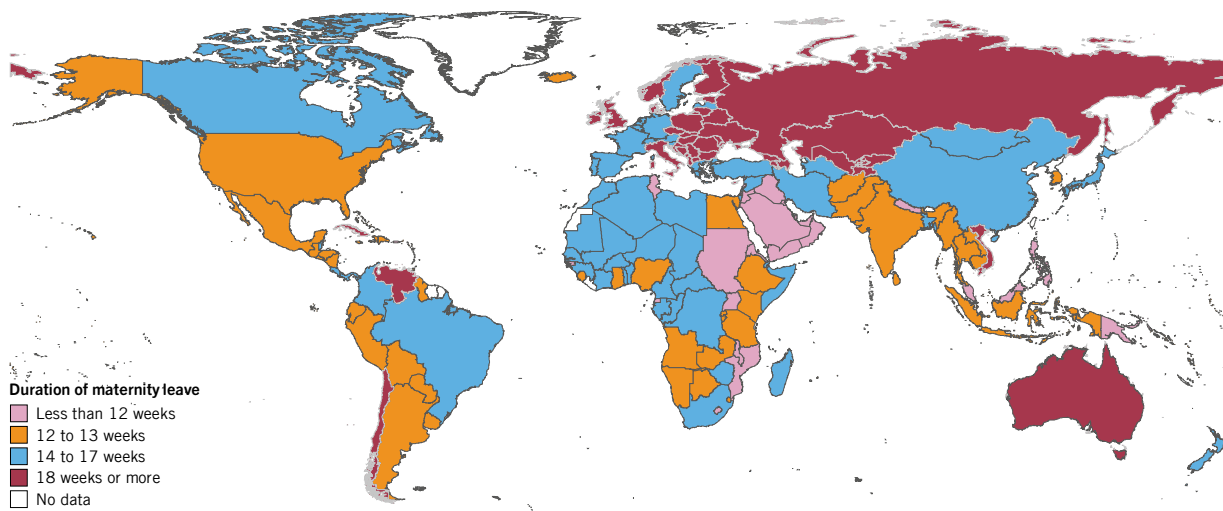 Duration of maternity leave
Less than 12 weeks
12 to 13 weeks
14 to 17 weeks
18 weeks or more
No data